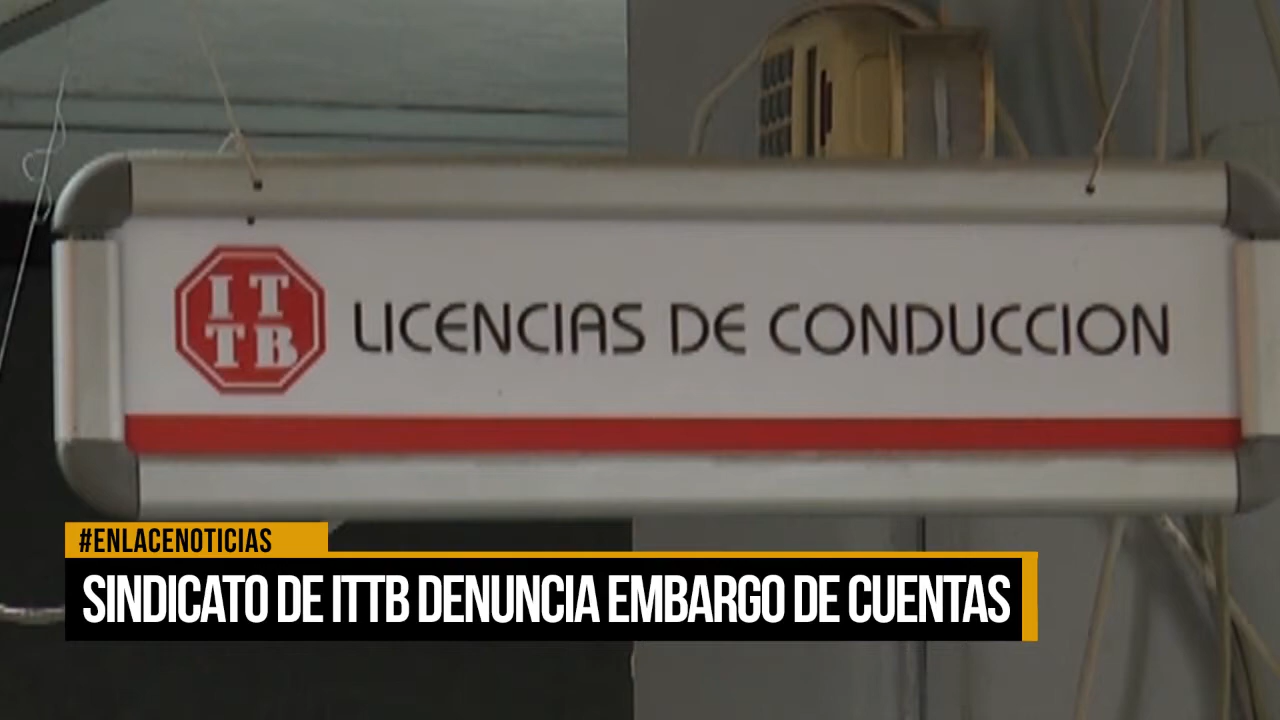 IT
TB
LICENCIAS DE CONDUCCION
#ENLACENOTICIAS
SINDICATO DE ITTB DENUNCIA EMBARGO DE CUENTAS